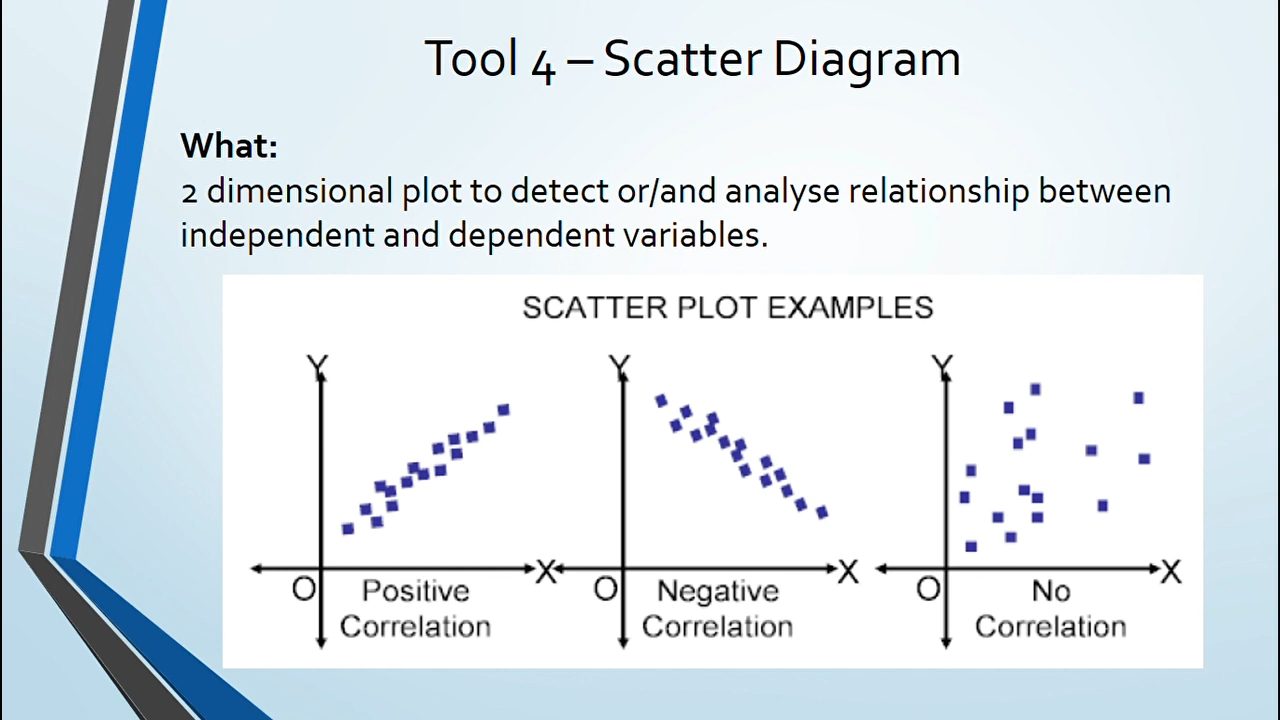 Tool 4 – Scatter Diagram
What:
2 dimensional plot to detect or/and analyse relationship between
independent and dependent variables.
SCATTER PLOT EXAMPLES
Y
X
O
Positive
Correlation
Y
X
O
Negative
Correlation
Y
X
O
No
Correlation